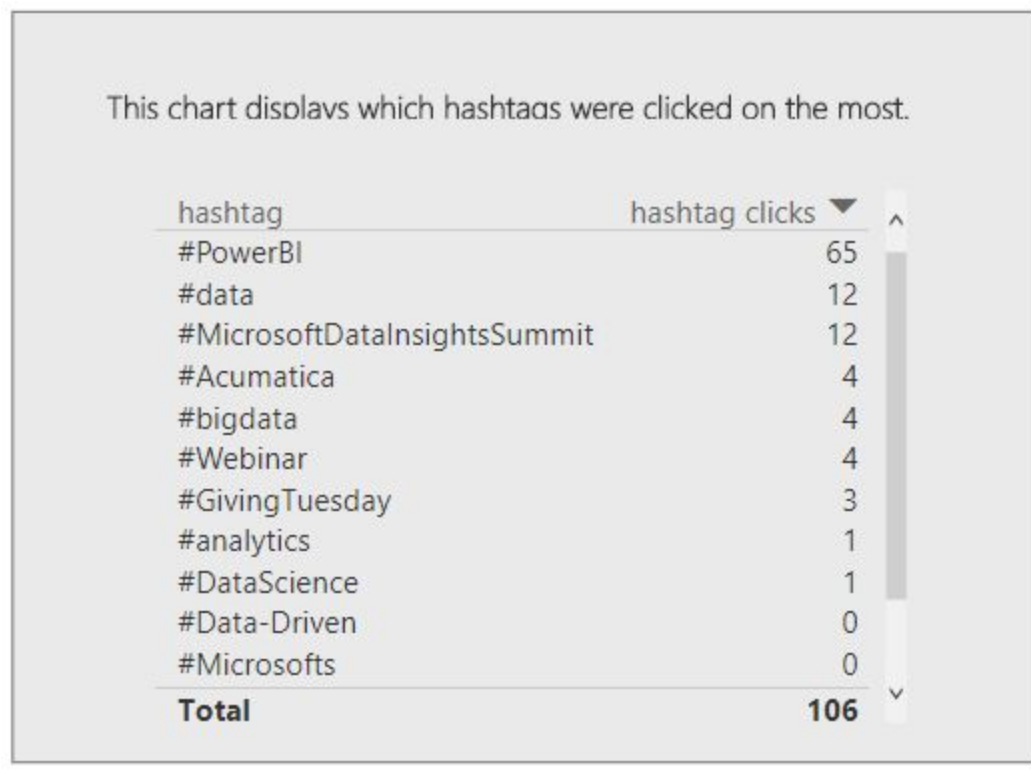 This chart displays which hashtags were clicked on the most.
hashtag hashtag clicks
#PowerBI 65
#data 12
#MicrosoftDataInsightsSummit 12
#Acumatica 4
#bigdata 4
#Webinar 4
#GivingTuesday 3
#analytics 1
#DataScience 1
#Data-Driven 0
#Microsofts 0
Total 106